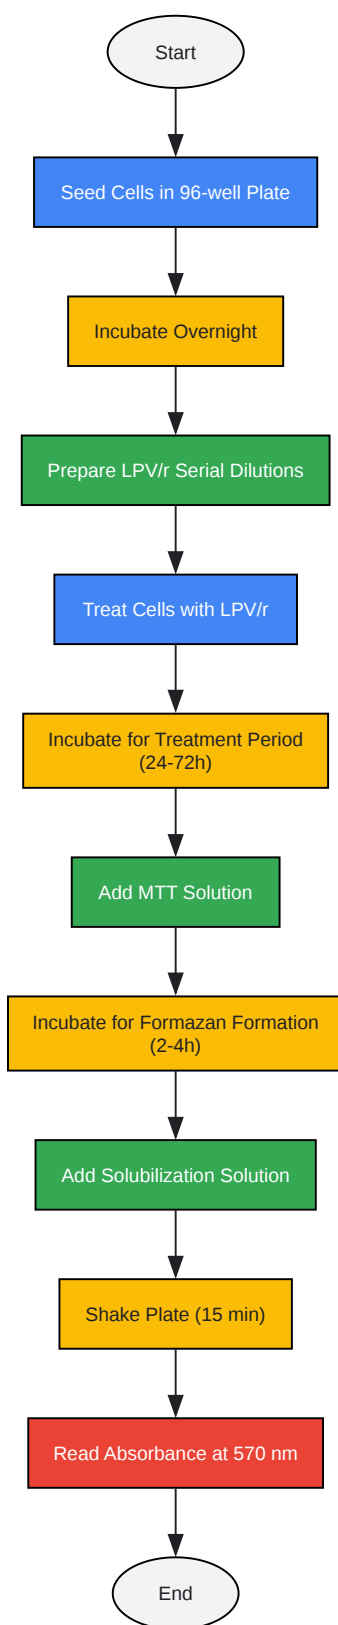 Start
Seed Cells in 96-well Plate
Incubate Overnight
Prepare LPV/r Serial Dilutions
Treat Cells with LPV/r
Incubate for Treatment Period
(24-72h)
Add MTT Solution
Incubate for Formazan Formation
(2-4h)
Add Solubilization Solution
Shake Plate (15 min)
Read Absorbance at 570 nm
End